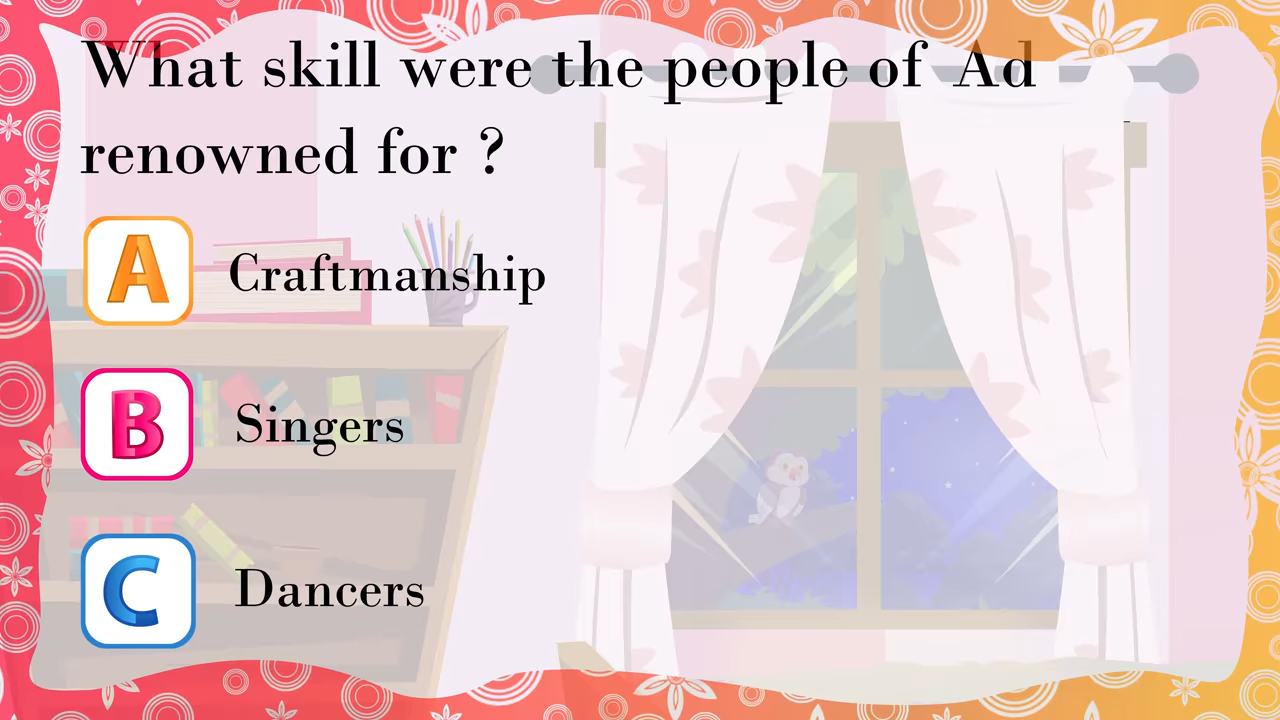 What skill were the people of Ad
renowned for ?
A Craftmanship
B Singers
C Dancers